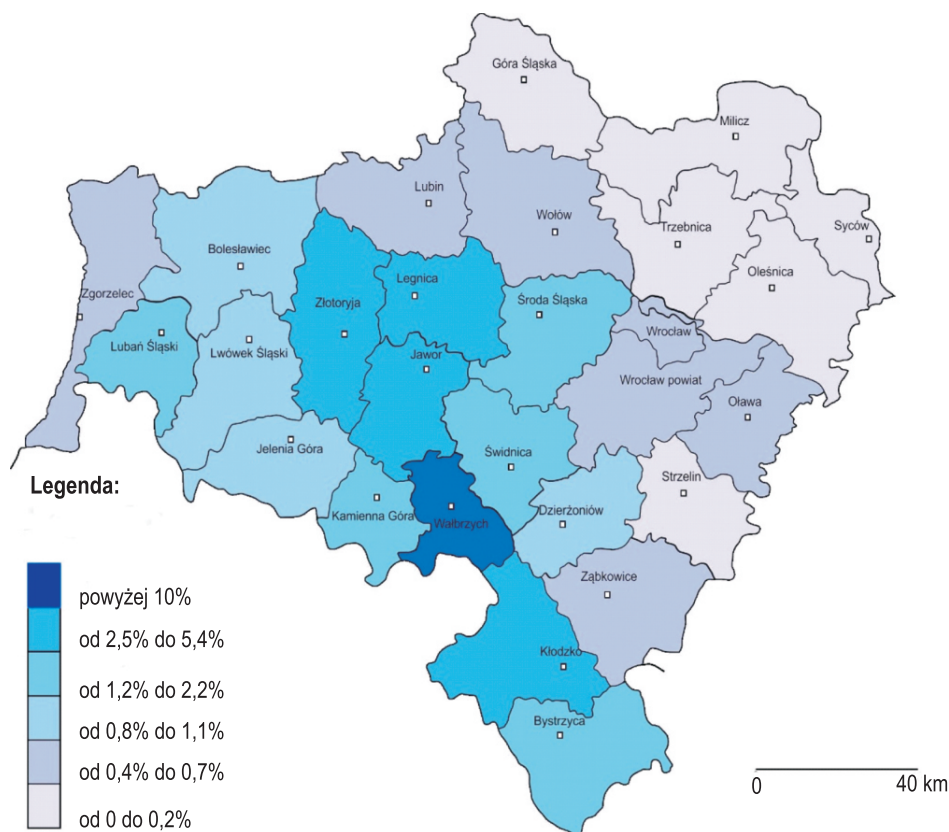 Góra Śląska
Milicz
Lubin
Wołów
Trzebnica
Syców
Bolesławiec
Oleśnica
Legnica
Zgorzelec
Złotoryja
Środa Śląska
Wrocław
Lubań Śląski
Lwówek Śląski
Jawor
Wrocław powiat
Oława
Jelenia Góra
Świdnica
Strzelin
Legenda:
Kamienna Góra
Wałbrzych
Dzierżoniów
Ząbkowice
powyżej 10%
od 2,5% do 5,4%
Kłodzko
od 1,2% do 2,2%
Bystrzyca
od 0,8% do 1,1%
od 0,4% do 0,7%
0 40 km
od 0 do 0,2%